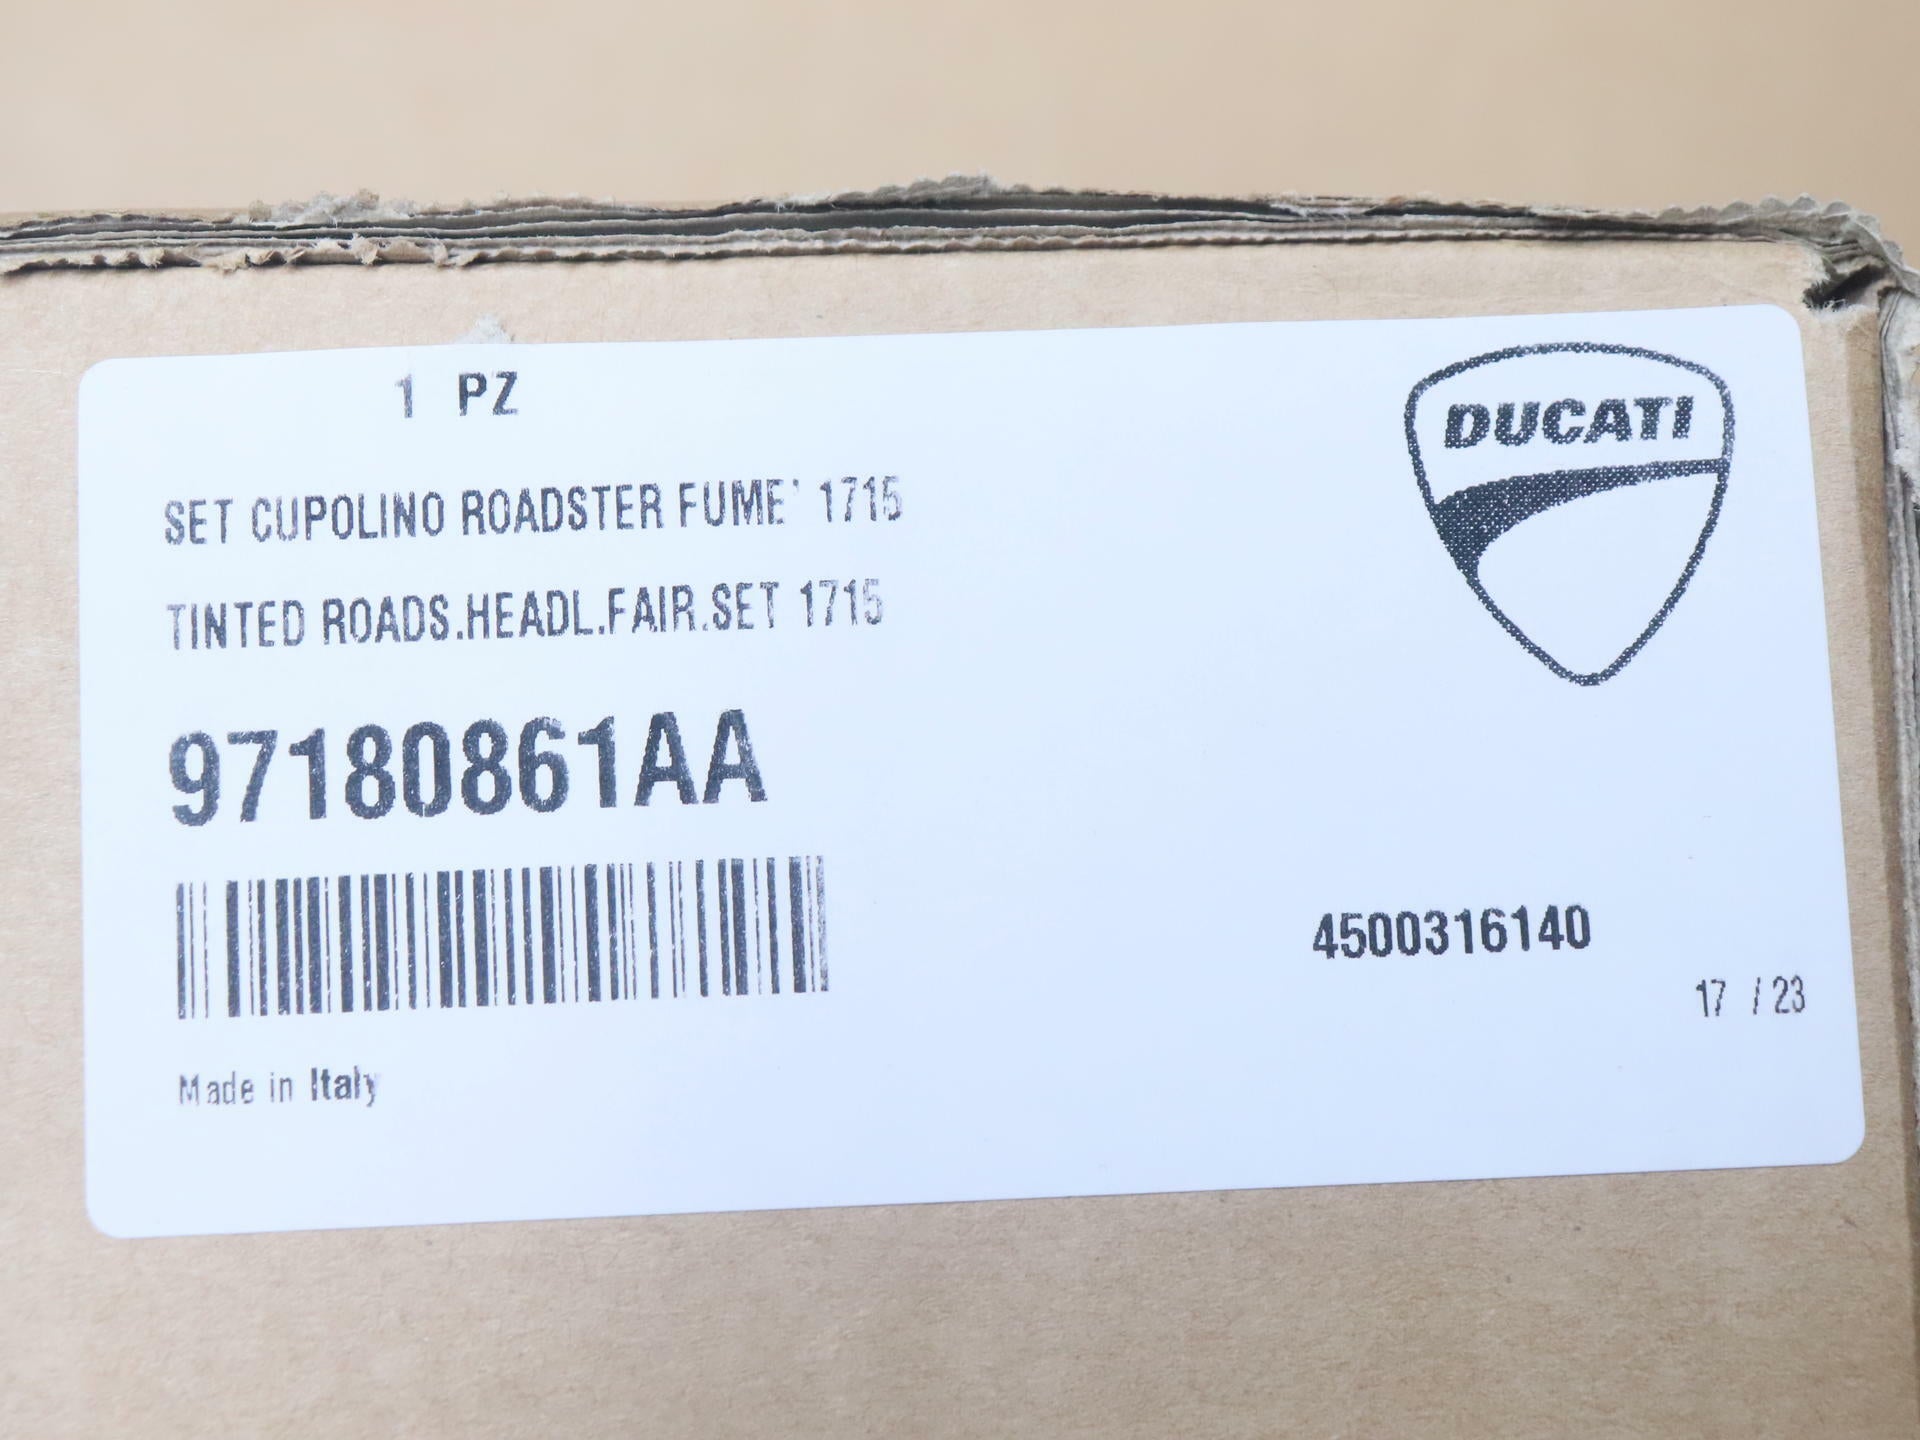 1 PZ
DUCATI
SET CUPOLINO ROADSTER FUME' 1715
TINTED ROADS.HEADL.FAIR.SET 1715
97180861AA
4500316140
17 / 23
Made in Italy